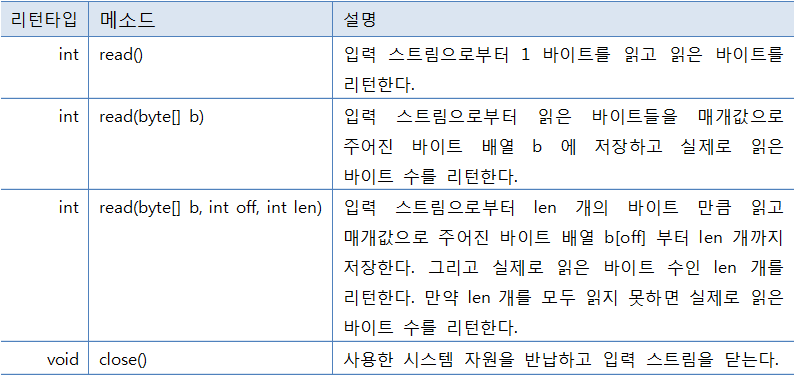 리턴타입 메소드 설명
int read() 입력 스트림으로부터 1 바이트를 읽고 읽은 바이트를
리턴한다.
int read(byte[] b) 입력 스트림으로부터 읽은 바이트들을 매개값으로
주어진 바이트 배열 b 에 저장하고 실제로 읽은
바이트 수를 리턴한다.
int read(byte[] b, int off, int len) 입력 스트림으로부터 len 개의 바이트 만큼 읽고
매개값으로 주어진 바이트 배열 b[off] 부터 len 개까지
저장한다. 그리고 실제로 읽은 바이트 수인 len 개를
리턴한다. 만약 len 개를 모두 읽지 못하면 실제로 읽은
바이트 수를 리턴한다.
void close() 사용한 시스템 자원을 반납하고 입력 스트림을 닫는다.